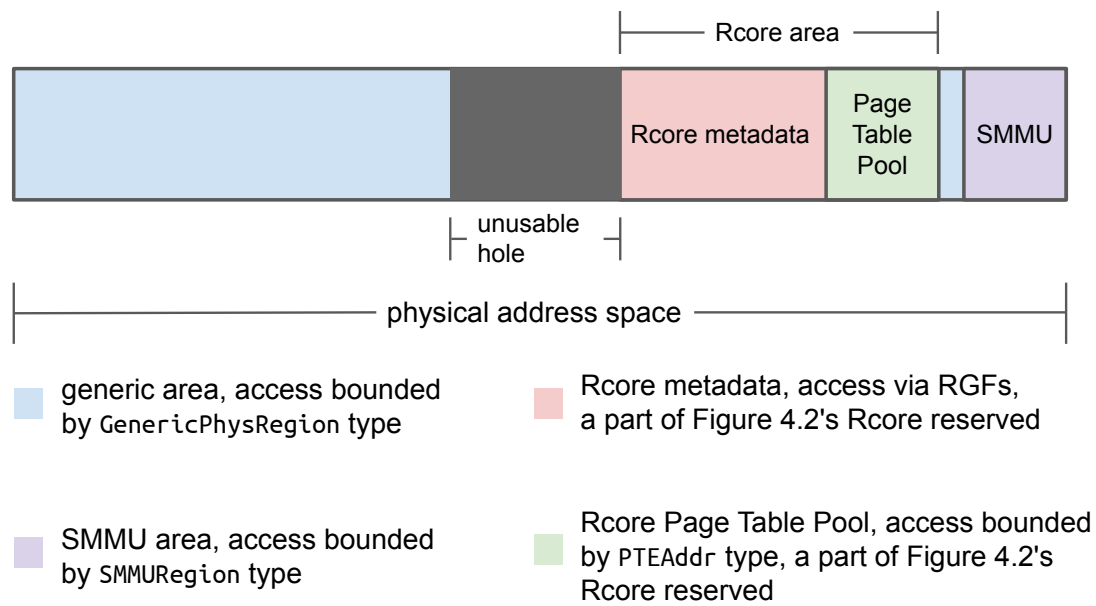 Rcore area
Rcore metadata
Page
Table
Pool
SMMU
unusable
hole
physical address space
generic area, access bounded
by GenericPhysRegion type
Rcore metadata, access via RGFs,
a part of Figure 4.2's Rcore reserved
SMMU area, access bounded
by SMMURegion type
Rcore Page Table Pool, access bounded
by PTEAddr type, a part of Figure 4.2's
Rcore reserved